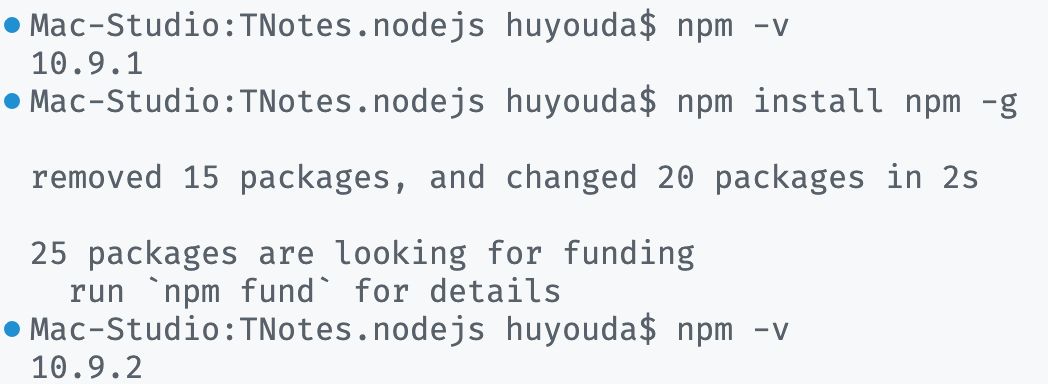 Mac-Studio:TNotes.nodejs huyouda$ npm -v
10.9.1
Mac-Studio:TNotes.nodejs huyouda$ npm install npm -g
removed 15 packages, and changed 20 packages in 2s
25 packages are looking for funding
  run `npm fund` for details
Mac-Studio:TNotes.nodejs huyouda$ npm -v
10.9.2